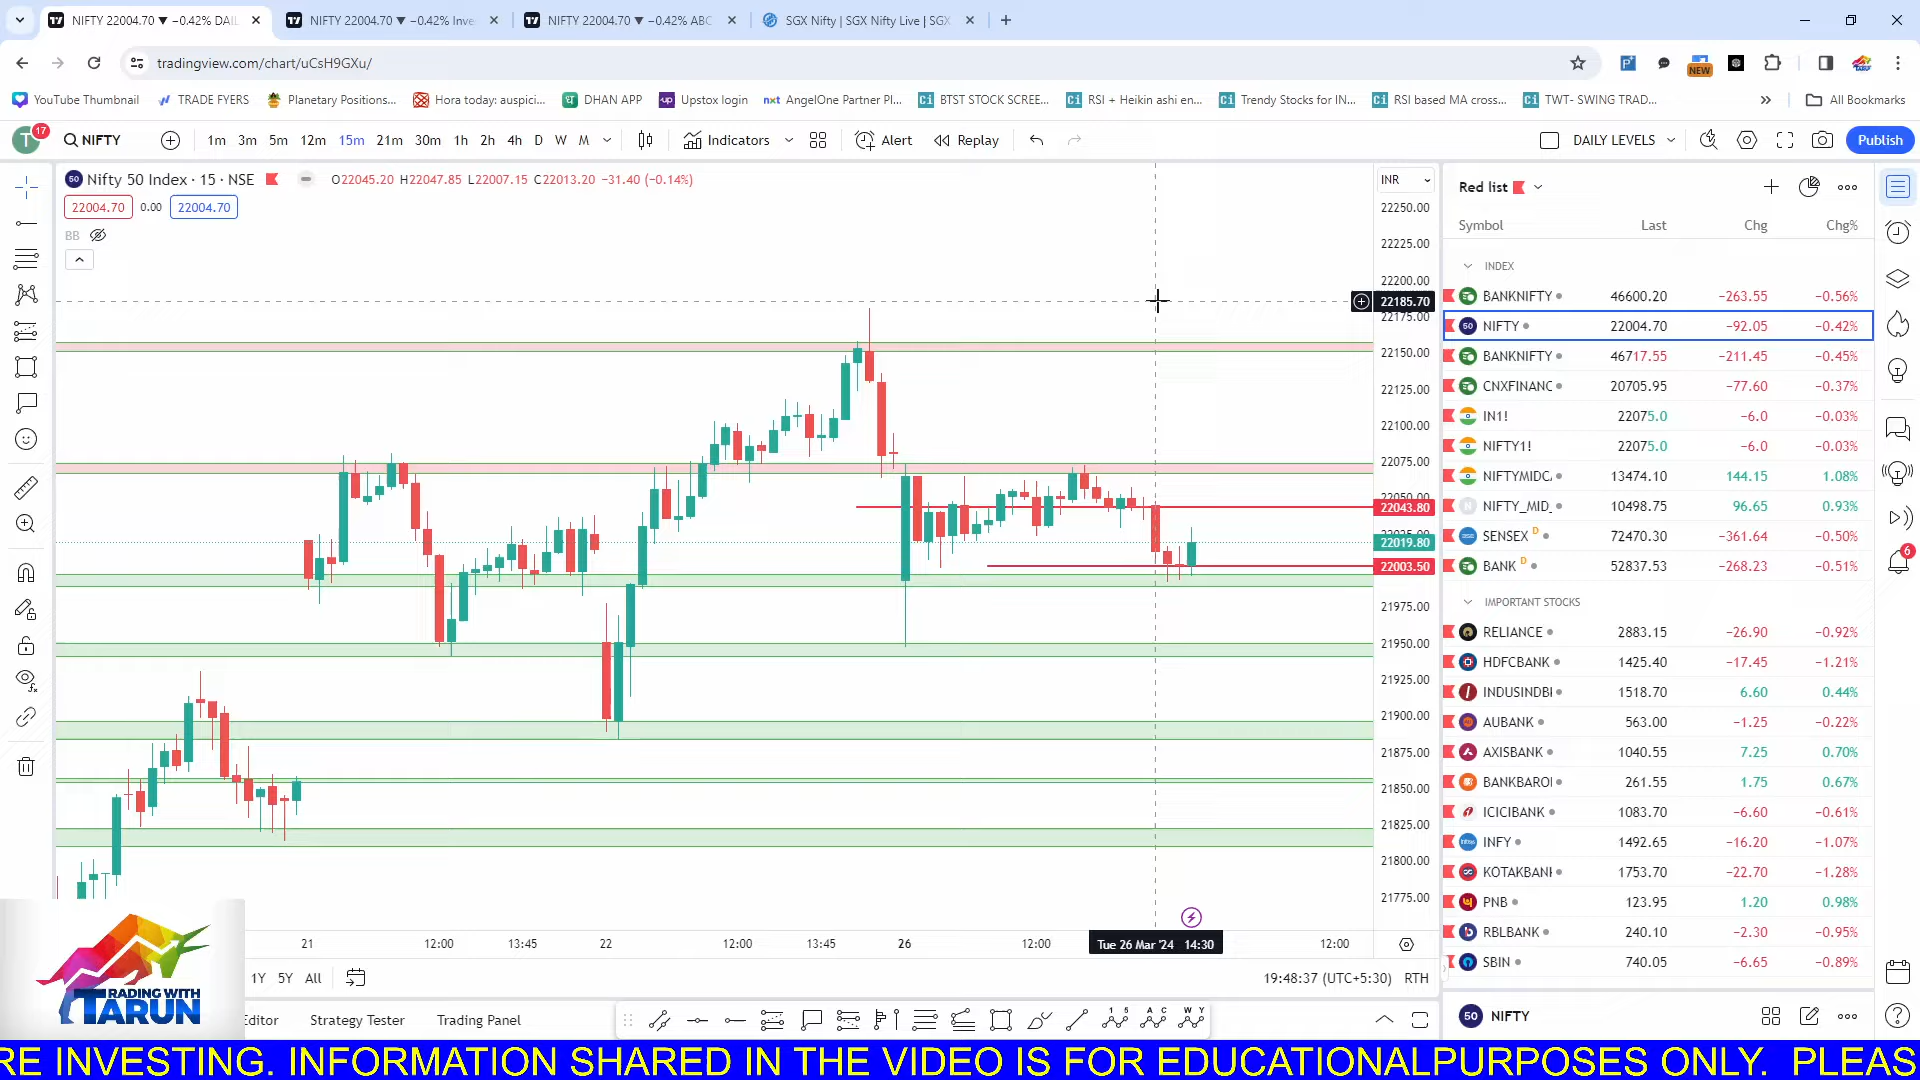 NIFTY 22004.70 ▼ −0.42% DAIL
NIFTY 22004.70 ▼ −0.42% Inve
NIFTY 22004.70 ▼ −0.42% ABC
SGX Nifty | SGX Nifty Live | SGX
tradingview.com/chart/uCsH9GXu/
NEW
YouTube Thumbnail
TRADE FYERS
Planetary Positions...
Hora today: auspici...
DHAN APP
Upstox login
AngelOne Partner Pl...
BTST STOCK SCREE...
RSI + Heikin ashi en...
Trendy Stocks for IN...
RSI based MA cross...
TWT- SWING TRAD...
All Bookmarks
T 17 NIFTY 1m 3m 5m 12m 15m 21m 30m 1h 2h 4h D W M Indicators Alert Replay DAILY LEVELS Publish
50 Nifty 50 Index · 15 · NSE O22045.20 H22047.85 L22007.15 C22013.20 −31.40 (−0.14%)
22004.70 0.00 22004.70
BB
INR
22250.00
22225.00
22200.00
22185.70
22175.00
22150.00
22125.00
22100.00
22075.00
22050.00
22043.80
22019.80
22003.50
21975.00
21950.00
21925.00
21900.00
21875.00
21850.00
21825.00
21800.00
21775.00
21 12:00 13:45 22 12:00 13:45 26 12:00 Tue 26 Mar '24 14:30 12:00
1Y 5Y All 19:48:37 (UTC+5:30) RTH
Editor Strategy Tester Trading Panel
Red list
Symbol Last Chg Chg%
INDEX
BANKNIFTY 46600.20 −263.55 −0.56%
50 NIFTY 22004.70 −92.05 −0.42%
BANKNIFTY 46717.55 −211.45 −0.45%
CNXFINANC 20705.95 −77.60 −0.37%
IN1! 22075.0 −6.0 −0.03%
NIFTY1! 22075.0 −6.0 −0.03%
NIFTYMIDC 13474.10 144.15 1.08%
NIFTY_MID_ 10498.75 96.65 0.93%
SENSEX D 72470.30 −361.64 −0.50%
BANK D 52837.53 −268.23 −0.51%
IMPORTANT STOCKS
RELIANCE 2883.15 −26.90 −0.92%
HDFCBANK 1425.40 −17.45 −1.21%
INDUSINDBI 1518.70 6.60 0.44%
AUBANK 563.00 −1.25 −0.22%
AXISBANK 1040.55 7.25 0.70%
BANKBAROI 261.55 1.75 0.67%
ICICIBANK 1083.70 −6.60 −0.61%
INFY 1492.65 −16.20 −1.07%
KOTAKBANI 1753.70 −22.70 −1.28%
PNB 123.95 1.20 0.98%
RBLBANK 240.10 −2.30 −0.95%
SBIN 740.05 −6.65 −0.89%
50 NIFTY
6
TRADING WITH
TARUN
RE INVESTING. INFORMATION SHARED IN THE VIDEO IS FOR EDUCATIONALPURPOSES ONLY. PLEAS